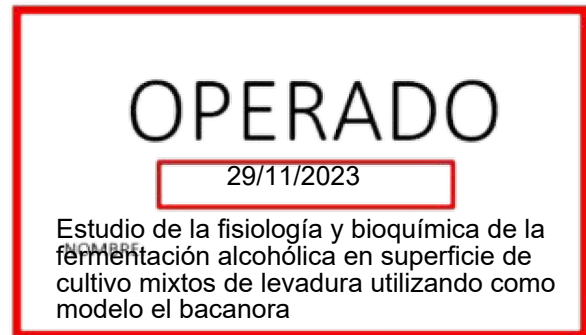 OPERADO
29/11/2023
Estudio de la fisiología y bioquímica de la
NOMBRE
fermentación alcohólica en superficie de
cultivo mixtos de levadura utilizando como
modelo el bacanora